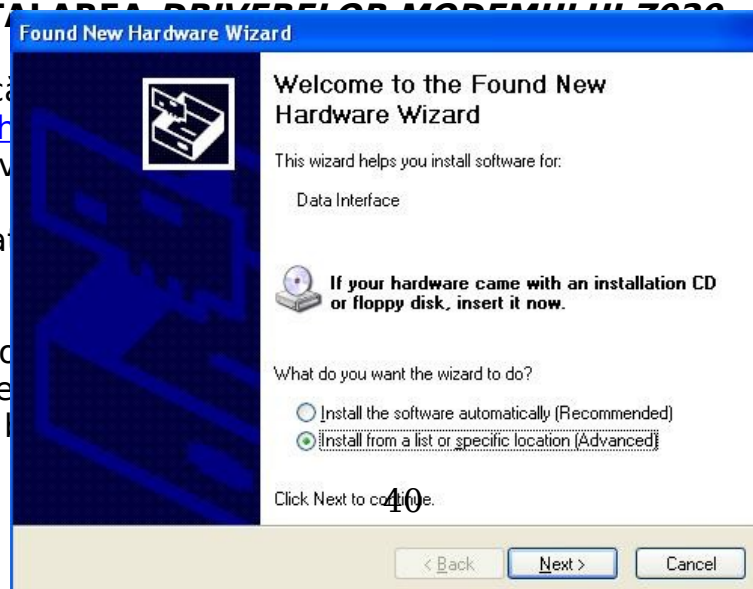 DRIVERELOR MODEMULUI 7030
Found New Hardware Wizard
Welcome to the Found New
Hardware Wizard
This wizard helps you install software for:
Data Interface
If your hardware came with an installation CD
or floppy disk, insert it now.
What do you want the wizard to do?
Install the software automatically (Recommended)
Install from a list or specific location (Advanced)
Click Next to continue.
40
< Back Next > Cancel